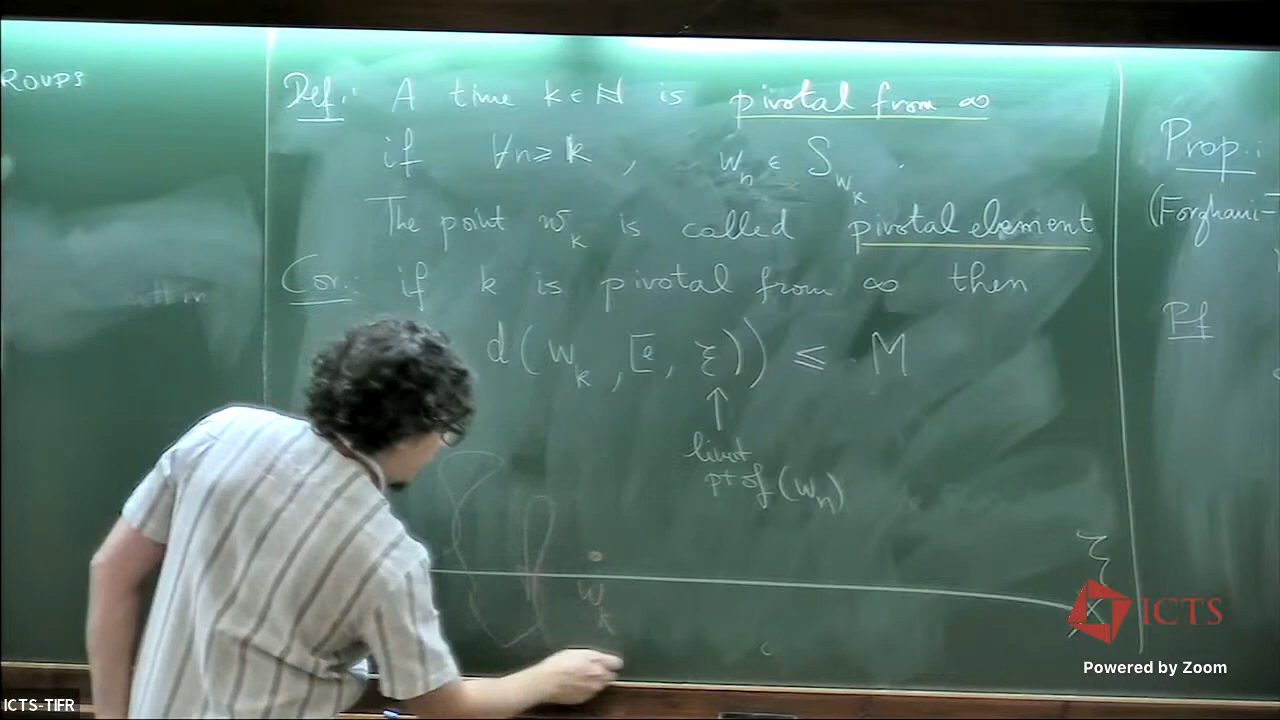 ROUPS
Def.: A time k ∈ ℕ is pivotal from ∞
if ∀n ≥ k , w_n ∈ S_{w_k} .
The point w_k is called pivotal element
Cor.: if k is pivotal from ∞ then
d(w_k , [e, ξ)) ≤ M
↑
limit
pt of (w_n)
w_k
ξ
Prop.:
(Forghani-T
Pf
ICTS
Powered by Zoom
ICTS-TIFR